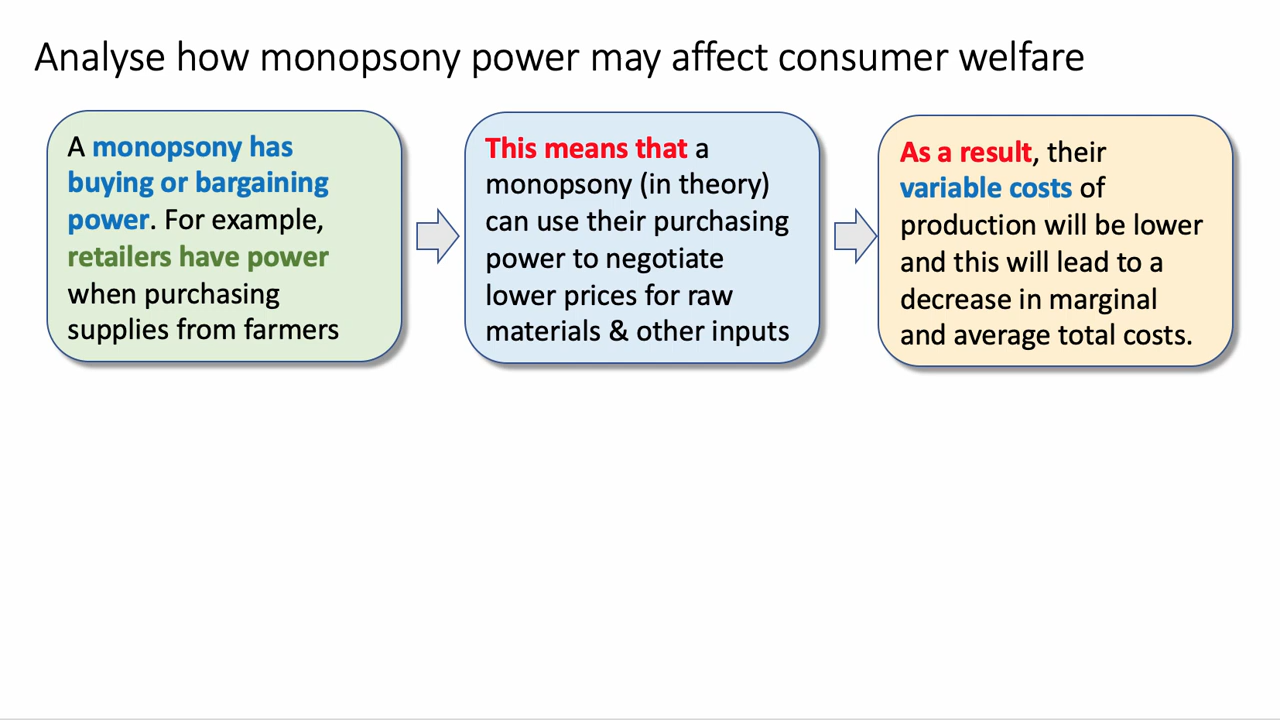 Analyse how monopsony power may affect consumer welfare
A monopsony has
buying or bargaining
power. For example,
retailers have power
when purchasing
supplies from farmers
This means that a
monopsony (in theory)
can use their purchasing
power to negotiate
lower prices for raw
materials & other inputs
As a result, their
variable costs of
production will be lower
and this will lead to a
decrease in marginal
and average total costs.